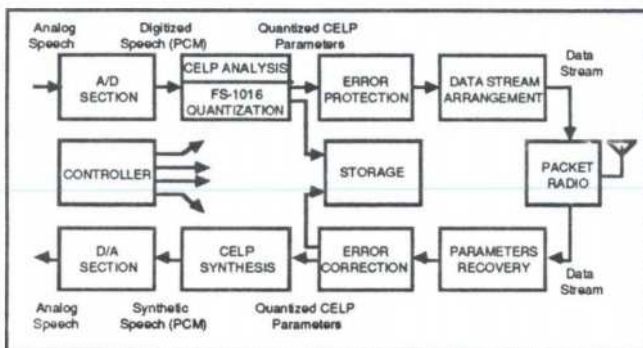 Analog
Speech
Digitized
Speech (PCM)
Quantized CELP
Parameters
Data
Stream
A/D
SECTION
CELP ANALYSIS
FS-1016
QUANTIZATION
ERROR
PROTECTION
DATA STREAM
ARRANGEMENT
CONTROLLER
STORAGE
PACKET
RADIO
D/A
SECTION
CELP
SYNTHESIS
ERROR
CORRECTION
PARAMETERS
RECOVERY
Data
Stream
Analog
Speech
Synthetic
Speech (PCM)
Quantized CELP
Parameters